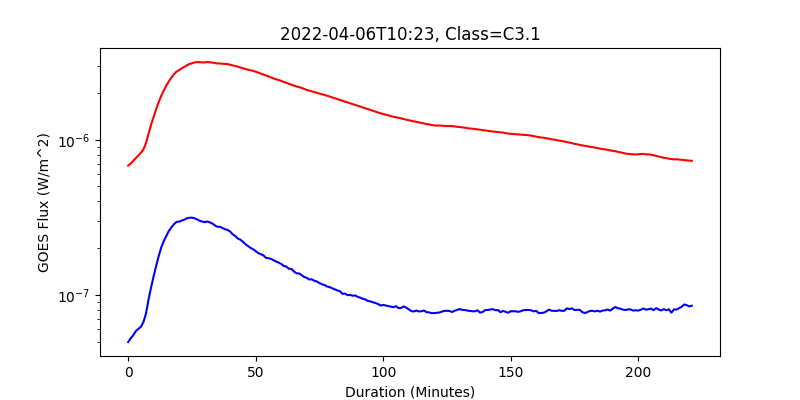 2022-04-06T10:23, Class=C3.1
GOES Flux (W/m^2)
10⁻⁶
10⁻⁷
0 50 100 150 200
Duration (Minutes)